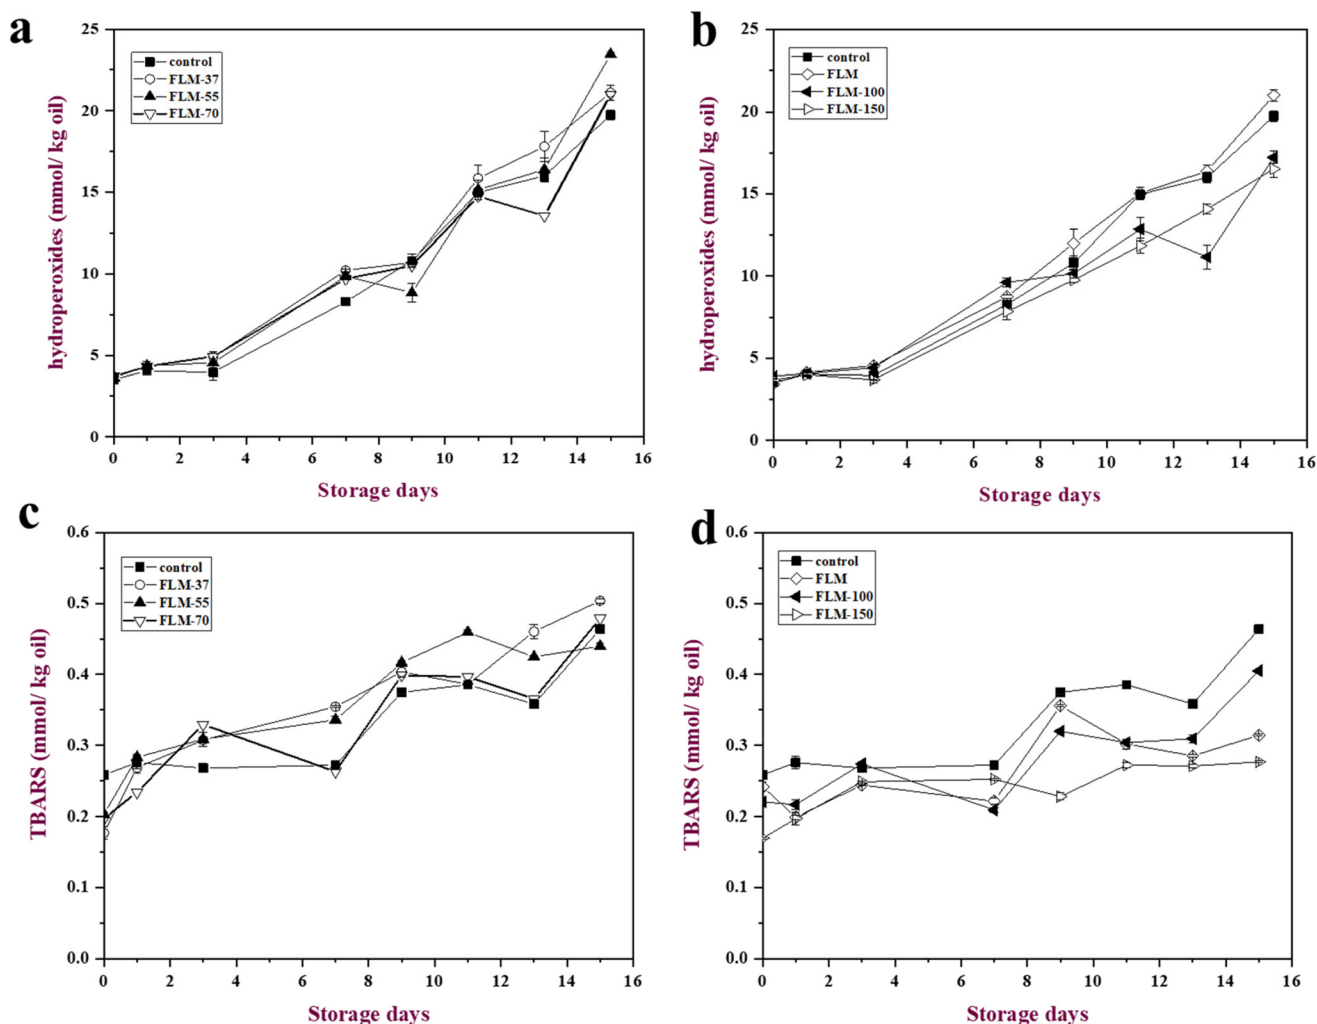 a
25
20
15
10
5
0
hydroperoxides (mmol/ kg oil)
control
FLM-37
FLM-55
FLM-70
0 2 4 6 8 10 12 14 16
Storage days
b
25
20
15
10
5
0
hydroperoxides (mmol/ kg oil)
control
FLM
FLM-100
FLM-150
0 2 4 6 8 10 12 14 16
Storage days
c
0.6
0.5
0.4
0.3
0.2
0.1
0.0
TBARS (mmol/ kg oil)
control
FLM-37
FLM-55
FLM-70
0 2 4 6 8 10 12 14 16
Storage days
d
0.6
0.5
0.4
0.3
0.2
0.1
0.0
TBARS (mmol/ kg oil)
control
FLM
FLM-100
FLM-150
0 2 4 6 8 10 12 14 16
Storage days